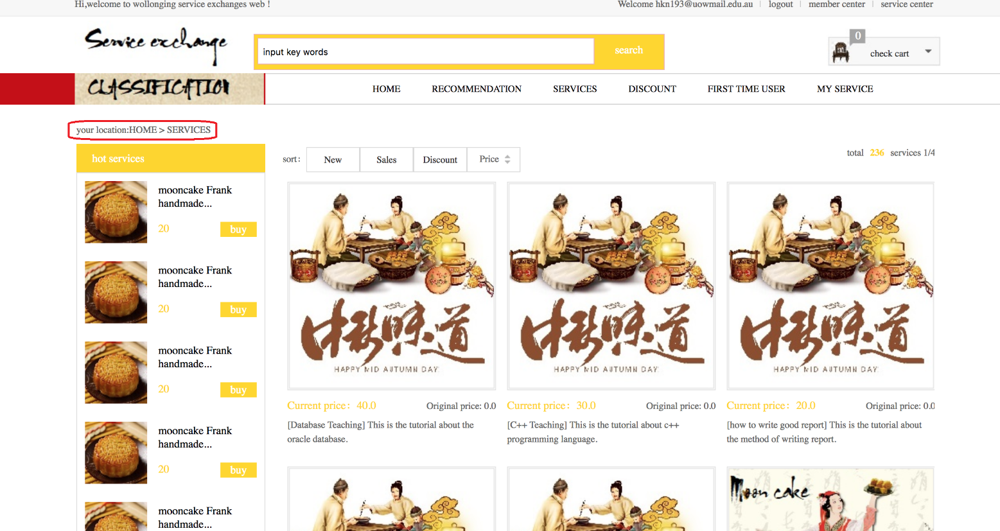 Hi,welcome to wollonging service exchanges web !
Welcome hkn193@uowmail.edu.au | logout | member center | service center
Service exchange
input key words
search
0
check cart
CLASSIFICATION
HOME
RECOMMENDATION
SERVICES
DISCOUNT
FIRST TIME USER
MY SERVICE
your location:HOME > SERVICES
hot services
mooncake Frank
handmade...
20
buy
mooncake Frank
handmade...
20
buy
mooncake Frank
handmade...
20
buy
mooncake Frank
handmade...
20
buy
mooncake Frank
handmade...
sort:
New
Sales
Discount
Price
total 236 services 1/4
中秋味道
HAPPY MID AUTUMN DAY
Current price: 40.0
Original price: 0.0
[Database Teaching] This is the tutorial about the
oracle database.
中秋味道
HAPPY MID AUTUMN DAY
Current price: 30.0
Original price: 0.0
[C++ Teaching] This is the tutorial about c++
programming language.
中秋味道
HAPPY MID AUTUMN DAY
Current price: 20.0
Original price: 0.0
[how to write good report] This is the tutorial about
the method of writing report.
Moon cake